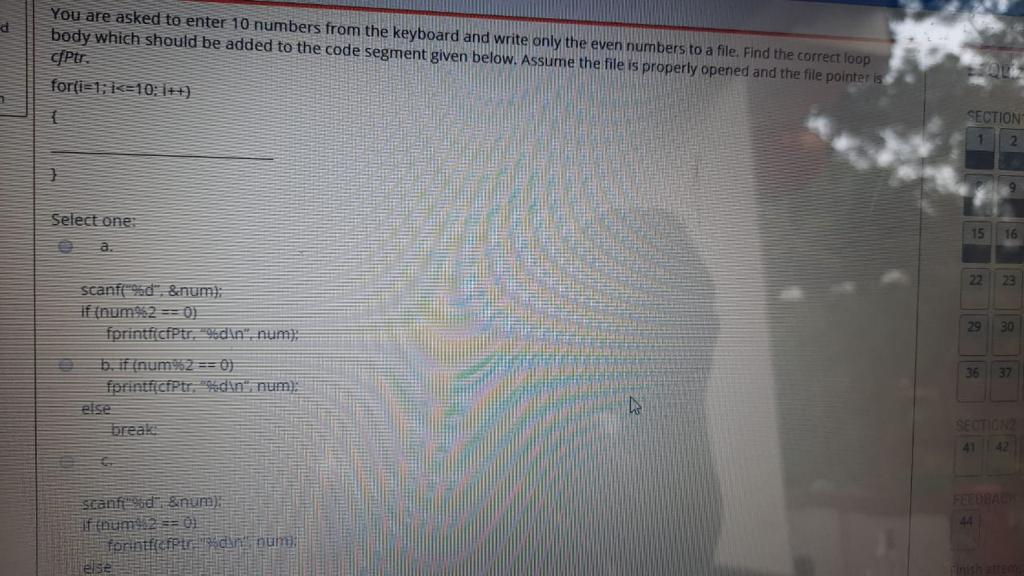 You are asked to enter 10 numbers from the keyboard and write only the even numbers to a file. Find the correct loop
body which should be added to the code segment given below. Assume the file is properly opened and the file pointer is
cfPtr.
for(i=1; i<=10; i++)
{
}
Select one:
a.
scanf("%d", &num);
if (num%2 == 0)
fprintf(cfPtr, "%d\n", num);
b. if (num%2 == 0)
fprintf(cfPtr, "%d\n", num);
else
break;
c.
scanf("%d", &num);
if (num%2 == 0)
fprintf(cfPtr, "%d\n", num);
else
SECTION
1 2
9
15 16
22 23
29 30
36 37
SECTION2
41 42
FEEDBACK
44
Finish